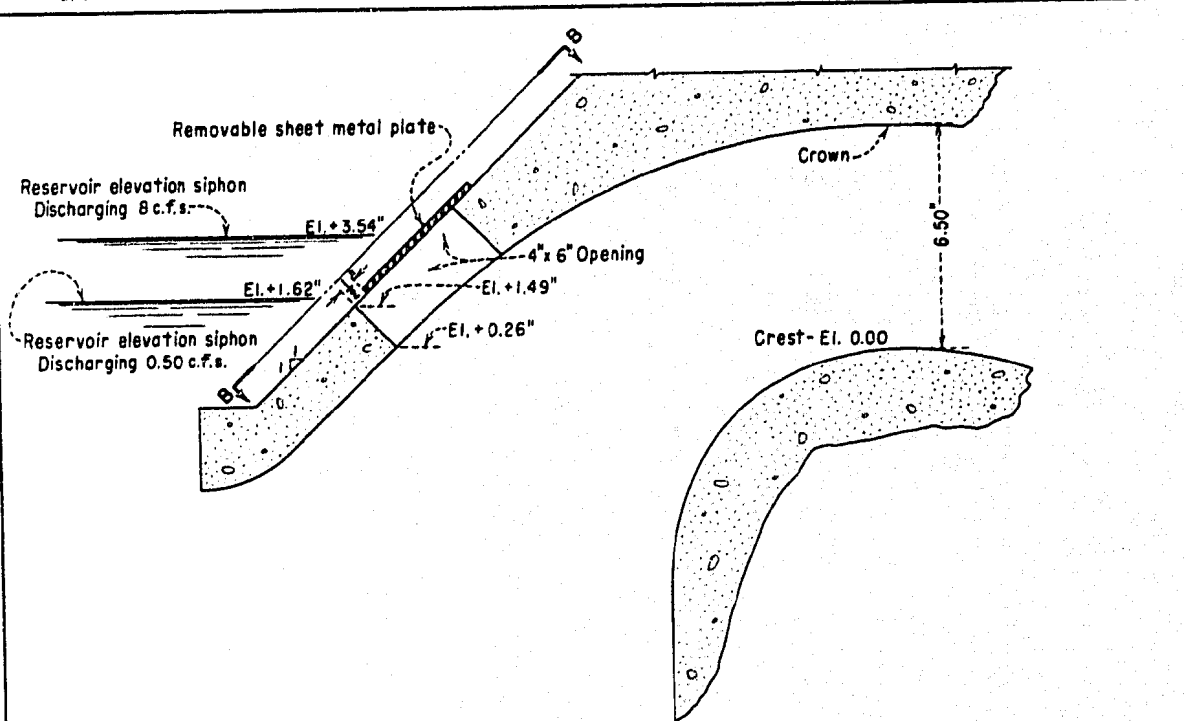 B
Removable sheet metal plate
Crown
Reservoir elevation siphon
Discharging 8 c.f.s.
El. + 3.54"
6.50"
4" x 6" Opening
El. +1.62"
El. +1.49"
Reservoir elevation siphon
Discharging 0.50 c.f.s.
El. + 0.26"
Crest- El. 0.00
1
1
B